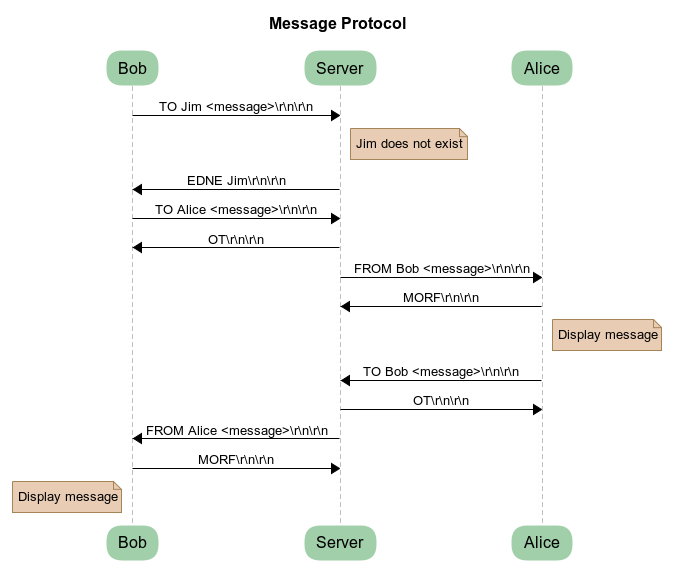 Message Protocol
Bob
Server
Alice
TO Jim <message>\r\n\r\n
Jim does not exist
EDNE Jim\r\n\r\n
TO Alice <message>\r\n\r\n
OT\r\n\r\n
FROM Bob <message>\r\n\r\n
MORF\r\n\r\n
Display message
TO Bob <message>\r\n\r\n
OT\r\n\r\n
FROM Alice <message>\r\n\r\n
MORF\r\n\r\n
Display message
Bob
Server
Alice